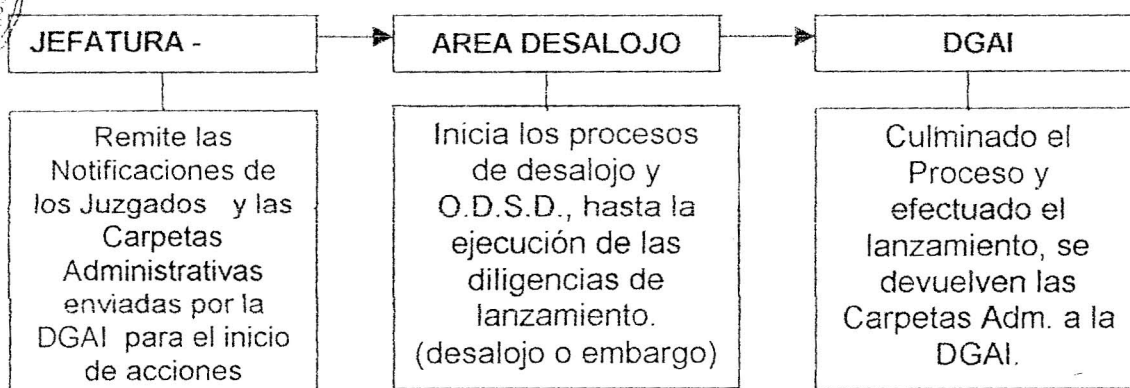 JEFATURA -
Remite las
Notificaciones de
los Juzgados y las
Carpetas
Administrativas
enviadas por la
DGAI para el inicio
de acciones
AREA DESALOJO
Inicia los procesos
de desalojo y
O.D.S.D., hasta la
ejecución de las
diligencias de
lanzamiento.
(desalojo o embargo)
DGAI
Culminado el
Proceso y
efectuado el
lanzamiento, se
devuelven las
Carpetas Adm. a la
DGAI.